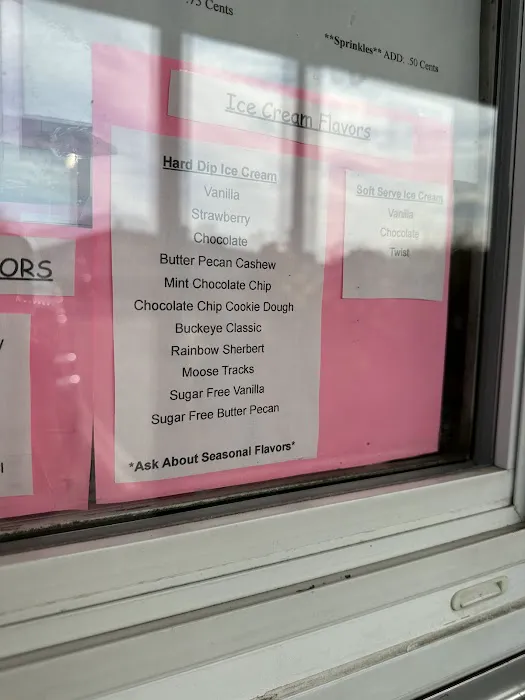 .75 Cents
**Sprinkles** ADD. .50 Cents
Ice Cream Flavors
Hard Dip Ice Cream
Vanilla
Strawberry
Chocolate
Butter Pecan Cashew
Mint Chocolate Chip
Chocolate Chip Cookie Dough
Buckeye Classic
Rainbow Sherbert
Moose Tracks
Sugar Free Vanilla
Sugar Free Butter Pecan
*Ask About Seasonal Flavors*
Soft Serve Ice Cream
Vanilla
Chocolate
Twist
ORS